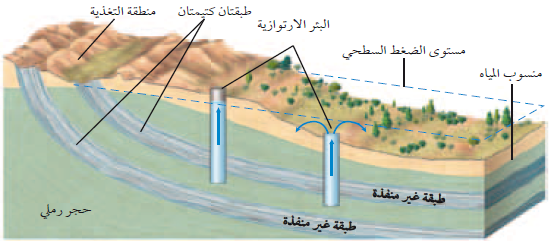 منطقة التغذية
طبقتان كتيمتان
البئر الارتوازية
مستوى الضغط السطحي
منسوب المياه
طبقة غير منفذة
طبقة غير منفذة
حجر رملي